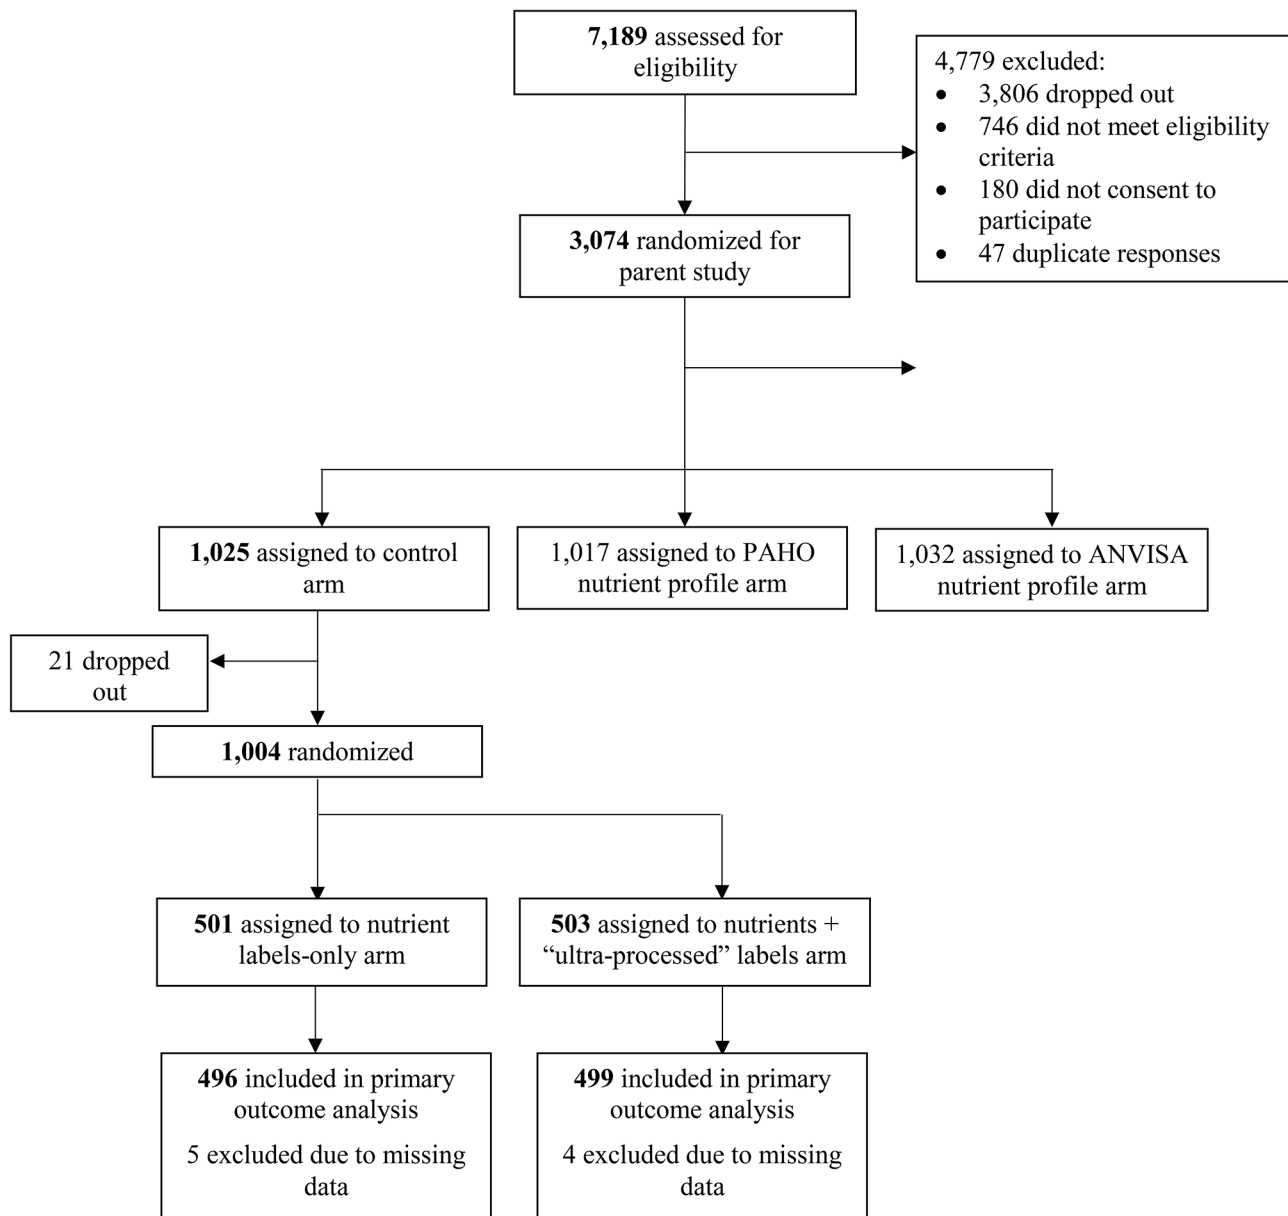 7,189 assessed for
eligibility
4,779 excluded:
• 3,806 dropped out
• 746 did not meet eligibility
criteria
• 180 did not consent to
participate
• 47 duplicate responses
3,074 randomized for
parent study
1,025 assigned to control
arm
1,017 assigned to PAHO
nutrient profile arm
1,032 assigned to ANVISA
nutrient profile arm
21 dropped
out
1,004 randomized
501 assigned to nutrient
labels-only arm
503 assigned to nutrients +
“ultra-processed” labels arm
496 included in primary
outcome analysis
5 excluded due to missing
data
499 included in primary
outcome analysis
4 excluded due to missing
data